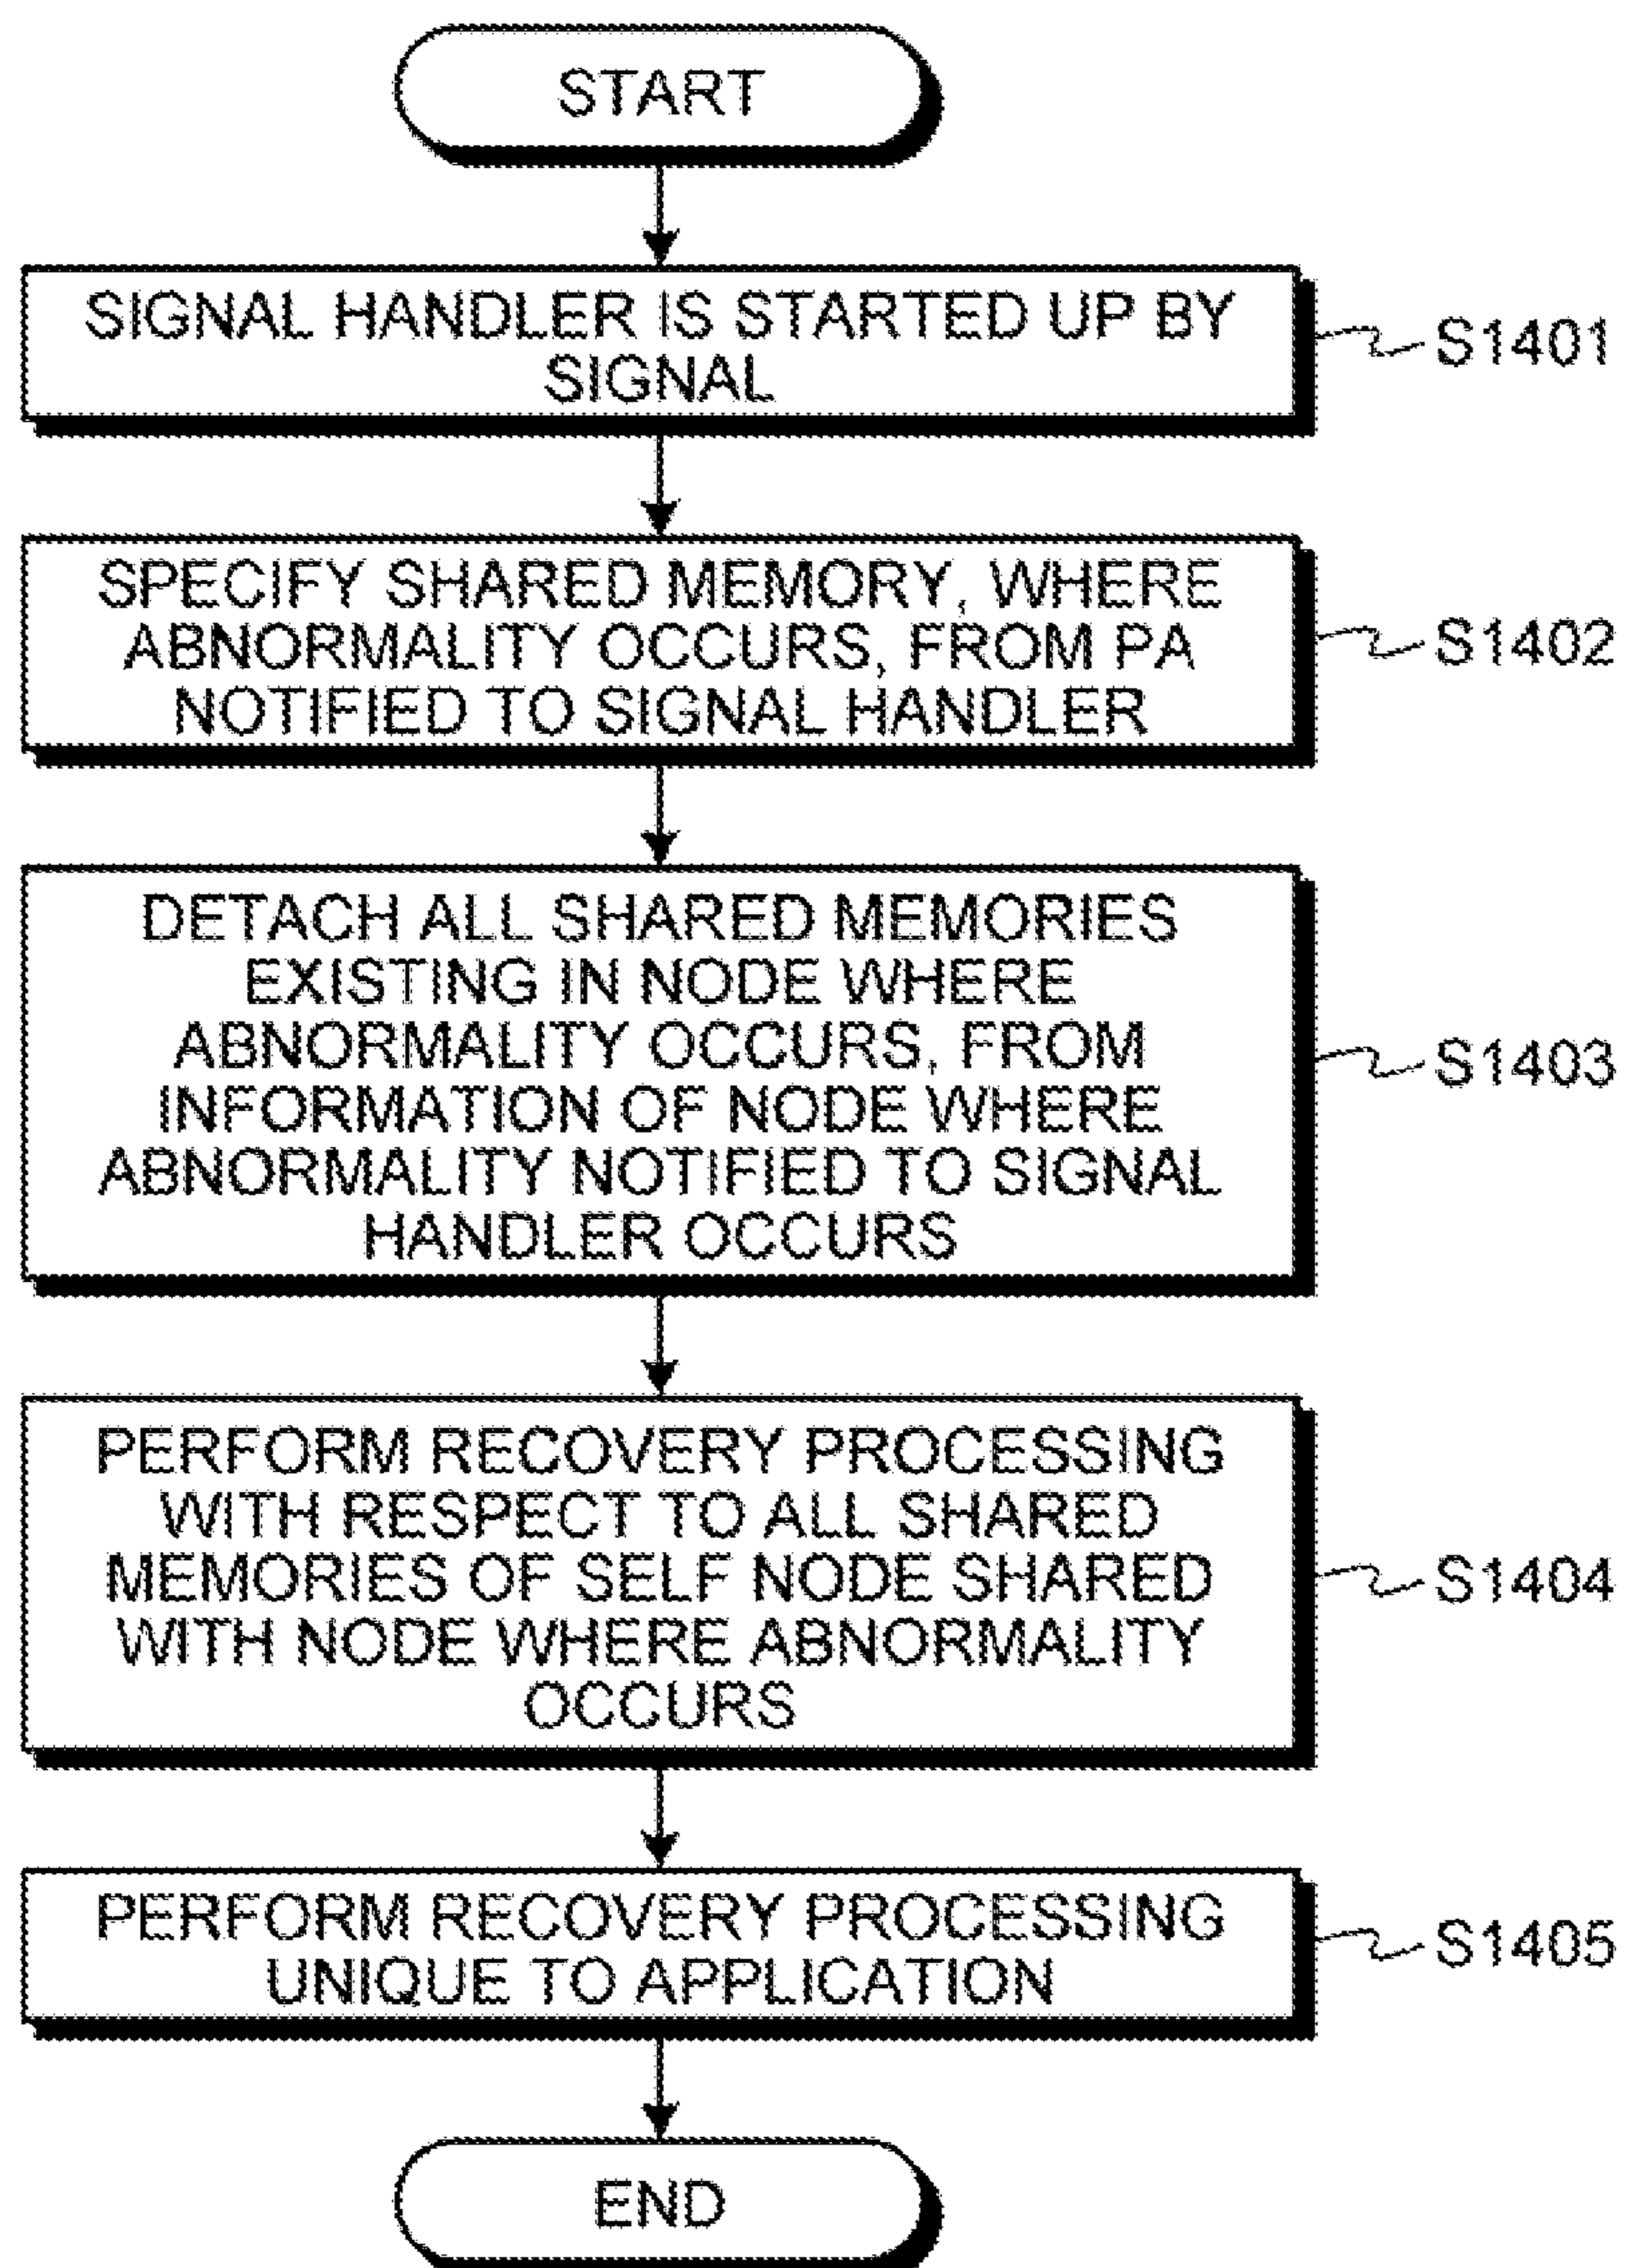 START
SIGNAL HANDLER IS STARTED UP BY
SIGNAL
S1401
SPECIFY SHARED MEMORY, WHERE
ABNORMALITY OCCURS, FROM PA
NOTIFIED TO SIGNAL HANDLER
S1402
DETACH ALL SHARED MEMORIES
EXISTING IN NODE WHERE
ABNORMALITY OCCURS, FROM
INFORMATION OF NODE WHERE
ABNORMALITY NOTIFIED TO SIGNAL
HANDLER OCCURS
S1403
PERFORM RECOVERY PROCESSING
WITH RESPECT TO ALL SHARED
MEMORIES OF SELF NODE SHARED
WITH NODE WHERE ABNORMALITY
OCCURS
S1404
PERFORM RECOVERY PROCESSING
UNIQUE TO APPLICATION
S1405
END